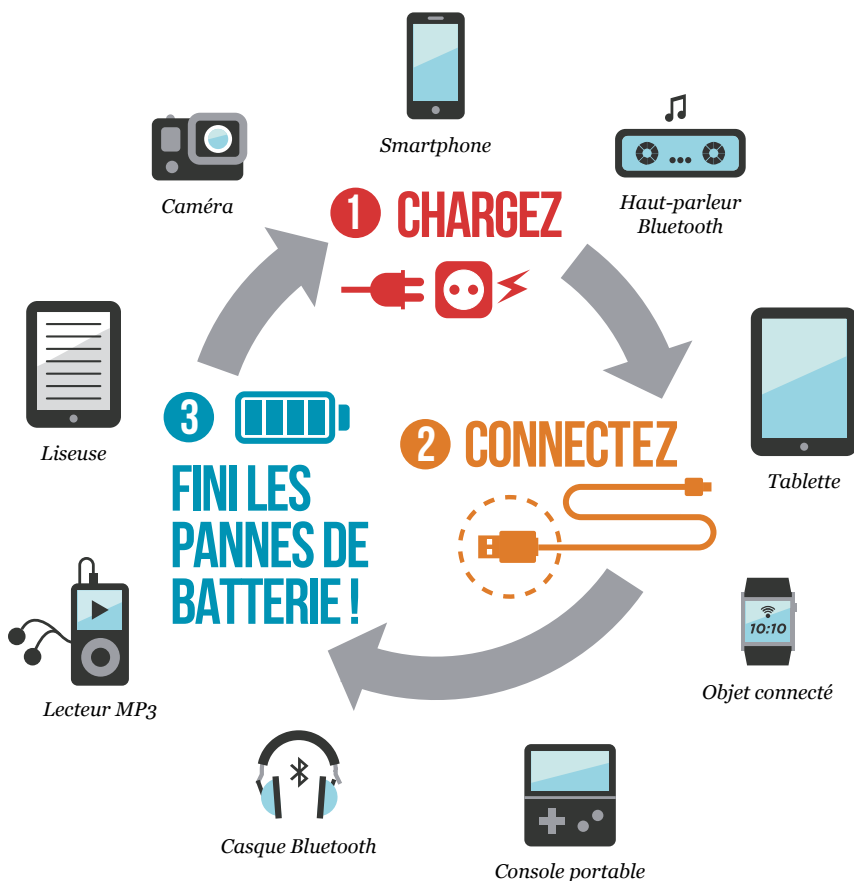 Smartphone
Caméra
Haut-parleur
Bluetooth
1 CHARGEZ
Liseuse
3
2 CONNECTEZ
Tablette
FINI LES
PANNES DE
BATTERIE !
10:10
Objet connecté
Lecteur MP3
Casque Bluetooth
Console portable